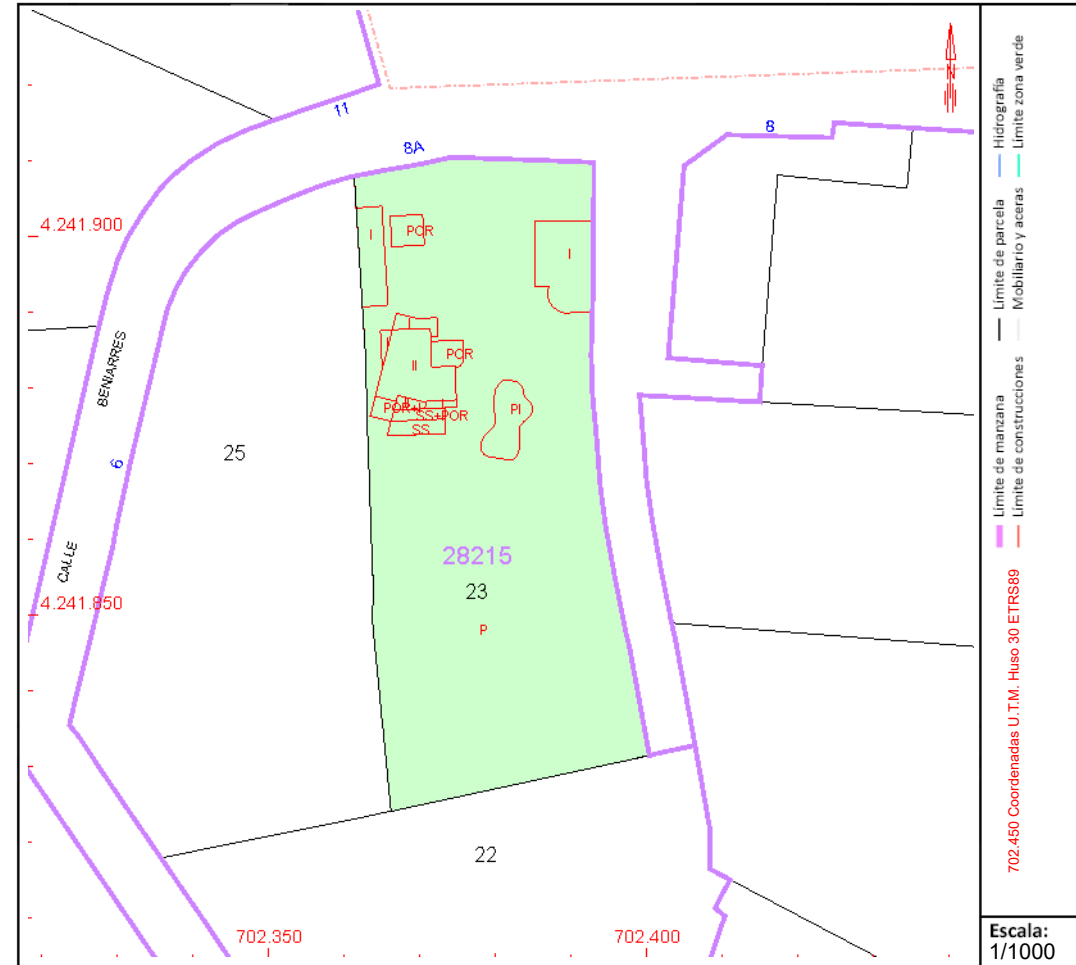 11
8A
8
N
4.241.900
I
POR
I
BENIARRES
II
POR
POR+P
SS+POR
SS
PI
6
25
28215
23
CALLE
4.241.850
P
22
702.350
702.400
Límite de manzana
Límite de parcela
Hidrografía
Límite de construcciones
Mobiliario y aceras
Límite zona verde
702.450 Coordenadas U.T.M. Huso 30 ETRS89
Escala:
1/1000